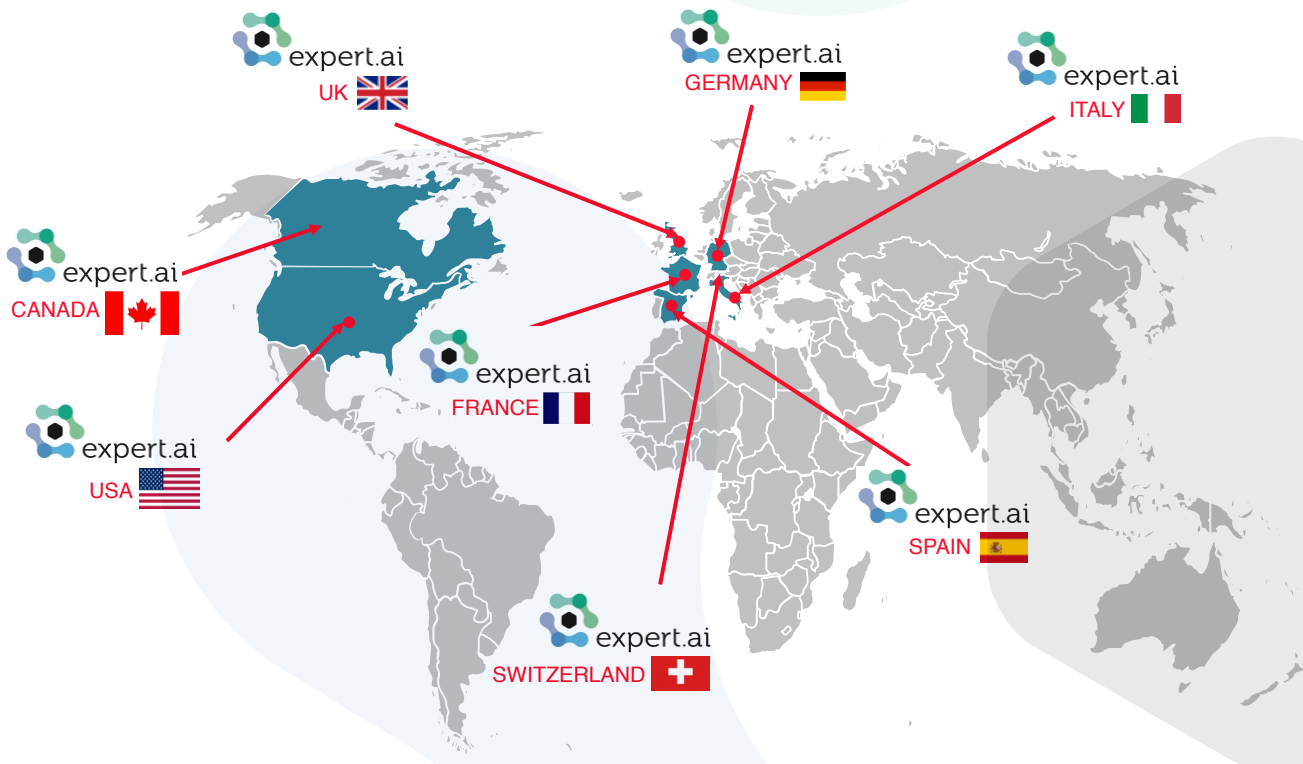 expert.ai
UK
expert.ai
GERMANY
expert.ai
ITALY
expert.ai
CANADA
expert.ai
FRANCE
expert.ai
USA
expert.ai
SPAIN
expert.ai
SWITZERLAND